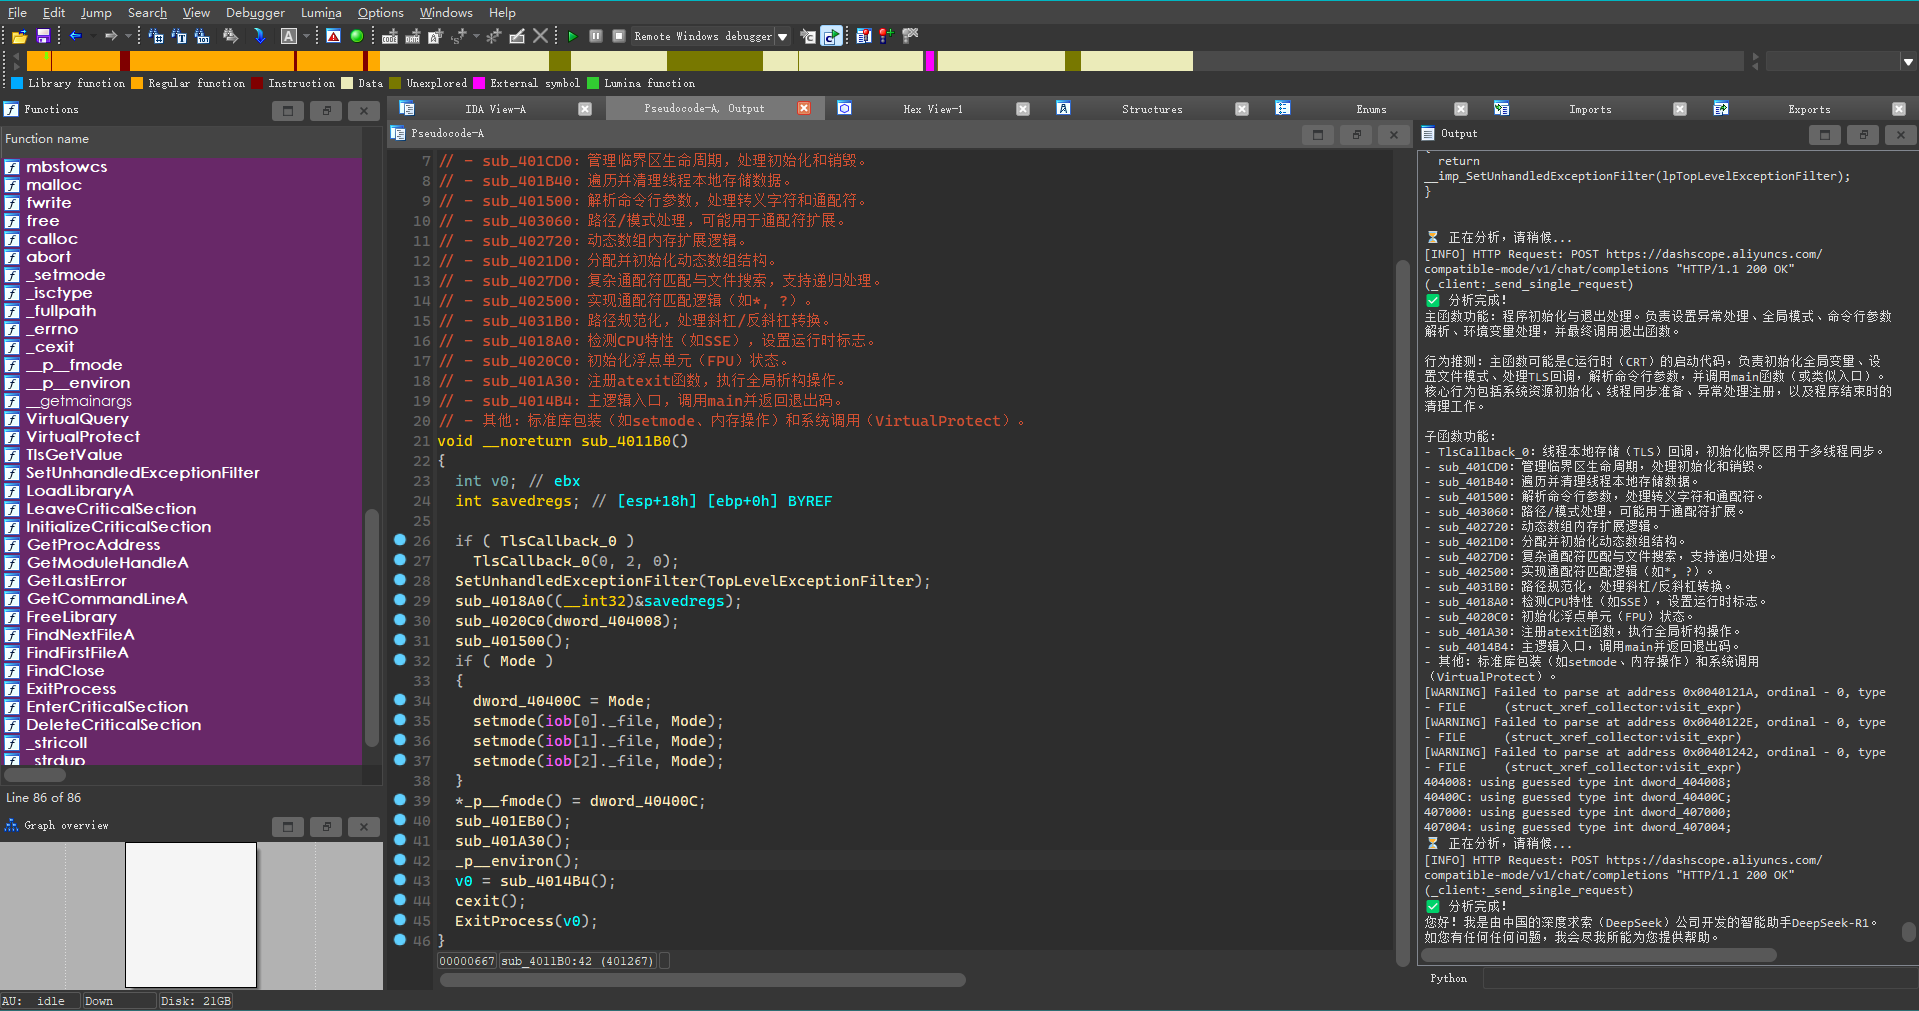 File Edit Jump Search View Debugger Lumina Options Windows Help
Remote Windows debugger
Library function Regular function Instruction Data Unexplored External symbol Lumina function
Functions
Function name
mbstowcs
malloc
fwrite
free
calloc
abort
_setmode
_isctype
_fullpath
_errno
_cexit
__p__fmode
__p__environ
__getmainargs
VirtualQuery
VirtualProtect
TlsGetValue
SetUnhandledExceptionFilter
LoadLibraryA
LeaveCriticalSection
InitializeCriticalSection
GetProcAddress
GetModuleHandleA
GetLastError
GetCommandLineA
FreeLibrary
FindNextFileA
FindFirstFileA
FindClose
ExitProcess
EnterCriticalSection
DeleteCriticalSection
_stricoll
_strdup
Line 86 of 86
Graph overview
AU: idle Down Disk: 21GB
IDA View-A Pseudocode-A, Output Hex View-1 Structures Enums Imports Exports
Pseudocode-A
7 // - sub_401CD0: 管理临界区生命周期，处理初始化和销毁。
8 // - sub_401B40: 遍历并清理线程本地存储数据。
9 // - sub_401500: 解析命令行参数，处理转义字符和通配符。
10 // - sub_403060: 路径/模式处理，可能用于通配符扩展。
11 // - sub_402720: 动态数组内存扩展逻辑。
12 // - sub_4021D0: 分配并初始化动态数组结构。
13 // - sub_4027D0: 复杂通配符匹配与文件搜索，支持递归处理。
14 // - sub_402500: 实现通配符匹配逻辑（如*, ?）。
15 // - sub_4031B0: 路径规范化，处理斜杠/反斜杠转换。
16 // - sub_4018A0: 检测CPU特性（如SSE），设置运行时标志。
17 // - sub_4020C0: 初始化浮点单元（FPU）状态。
18 // - sub_401A30: 注册atexit函数，执行全局析构操作。
19 // - sub_4014B4: 主逻辑入口，调用main并返回退出码。
20 // - 其他: 标准库包装（如setmode、内存操作）和系统调用（VirtualProtect）。
21 void __noreturn sub_4011B0()
22 {
23 int v0; // ebx
24 int savedregs; // [esp+18h] [ebp+0h] BYREF
25
26 if ( TlsCallback_0 )
27 TlsCallback_0(0, 2, 0);
28 SetUnhandledExceptionFilter(TopLevelExceptionFilter);
29 sub_4018A0((__int32)&savedregs);
30 sub_4020C0(dword_404008);
31 sub_401500();
32 if ( Mode )
33 {
34 dword_40400C = Mode;
35 setmode(iob[0]._file, Mode);
36 setmode(iob[1]._file, Mode);
37 setmode(iob[2]._file, Mode);
38 }
39 *_p__fmode() = dword_40400C;
40 sub_401EB0();
41 sub_401A30();
42 _p__environ();
43 v0 = sub_4014B4();
44 cexit();
45 ExitProcess(v0);
46 }
00000667 sub_4011B0:42 (401267)
Output
{
return
__imp_SetUnhandledExceptionFilter(lpTopLevelExceptionFilter);
}
⌛ 正在分析，请稍候...
[INFO] HTTP Request: POST https://dashscope.aliyuncs.com/
compatible-mode/v1/chat/completions "HTTP/1.1 200 OK"
(_client:_send_single_request)
✅ 分析完成!
主函数功能: 程序初始化与退出处理。负责设置异常处理、全局模式、命令行参数
解析、环境变量处理，并最终调用退出函数。
行为推测: 主函数可能是C运行时（CRT）的启动代码，负责初始化全局变量、设
置文件模式、处理TLS回调，解析命令行参数，并调用main函数（或类似入口）。
核心行为包括系统资源初始化、线程同步准备、异常处理注册，以及程序结束时的
清理工作。
子函数功能:
- TlsCallback_0: 线程本地存储（TLS）回调，初始化临界区用于多线程同步。
- sub_401CD0: 管理临界区生命周期，处理初始化和销毁。
- sub_401B40: 遍历并清理线程本地存储数据。
- sub_401500: 解析命令行参数，处理转义字符和通配符。
- sub_403060: 路径/模式处理，可能用于通配符扩展。
- sub_402720: 动态数组内存扩展逻辑。
- sub_4021D0: 分配并初始化动态数组结构。
- sub_4027D0: 复杂通配符匹配与文件搜索，支持递归处理。
- sub_402500: 实现通配符匹配逻辑（如*, ?）。
- sub_4031B0: 路径规范化，处理斜杠/反斜杠转换。
- sub_4018A0: 检测CPU特性（如SSE），设置运行时标志。
- sub_4020C0: 初始化浮点单元（FPU）状态。
- sub_401A30: 注册atexit函数，执行全局析构操作。
- sub_4014B4: 主逻辑入口，调用main并返回退出码。
- 其他: 标准库包装（如setmode、内存操作）和系统调用
（VirtualProtect）。
[WARNING] Failed to parse at address 0x0040121A, ordinal - 0, type
- FILE (struct_xref_collector:visit_expr)
[WARNING] Failed to parse at address 0x0040122E, ordinal - 0, type
- FILE (struct_xref_collector:visit_expr)
[WARNING] Failed to parse at address 0x00401242, ordinal - 0, type
- FILE (struct_xref_collector:visit_expr)
404008: using guessed type int dword_404008;
40400C: using guessed type int dword_40400C;
407000: using guessed type int dword_407000;
407004: using guessed type int dword_407004;
⌛ 正在分析，请稍候...
[INFO] HTTP Request: POST https://dashscope.aliyuncs.com/
compatible-mode/v1/chat/completions "HTTP/1.1 200 OK"
(_client:_send_single_request)
✅ 分析完成!
您好！我是由中国的深度求索（DeepSeek）公司开发的智能助手DeepSeek-R1。
如您有任何任何问题，我会尽我所能为您提供帮助。
Python